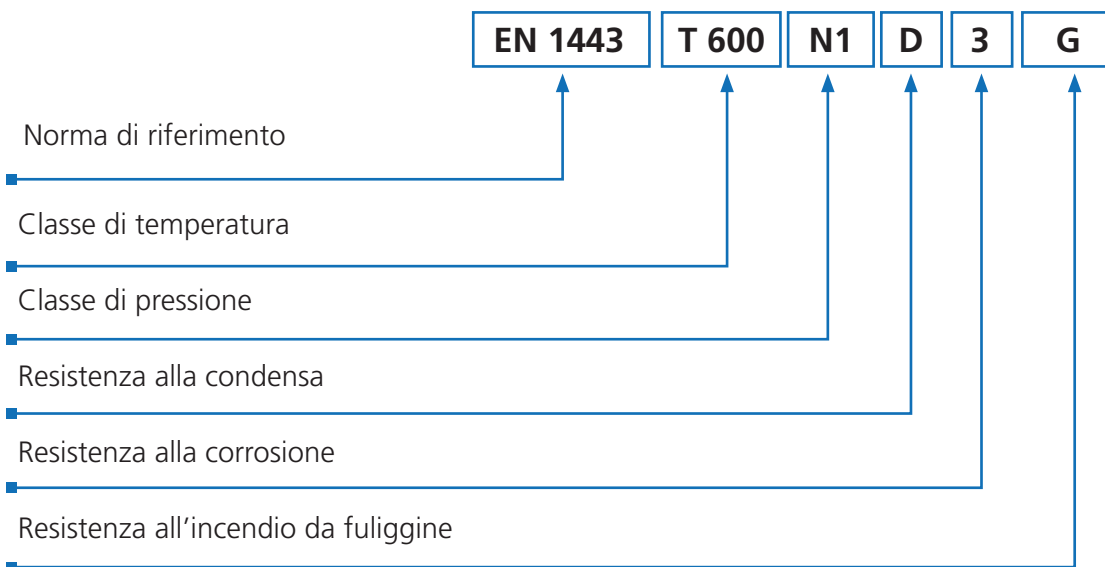 EN 1443 T 600 N1 D 3 G
Norma di riferimento
Classe di temperatura
Classe di pressione
Resistenza alla condensa
Resistenza alla corrosione
Resistenza all’incendio da fuliggine